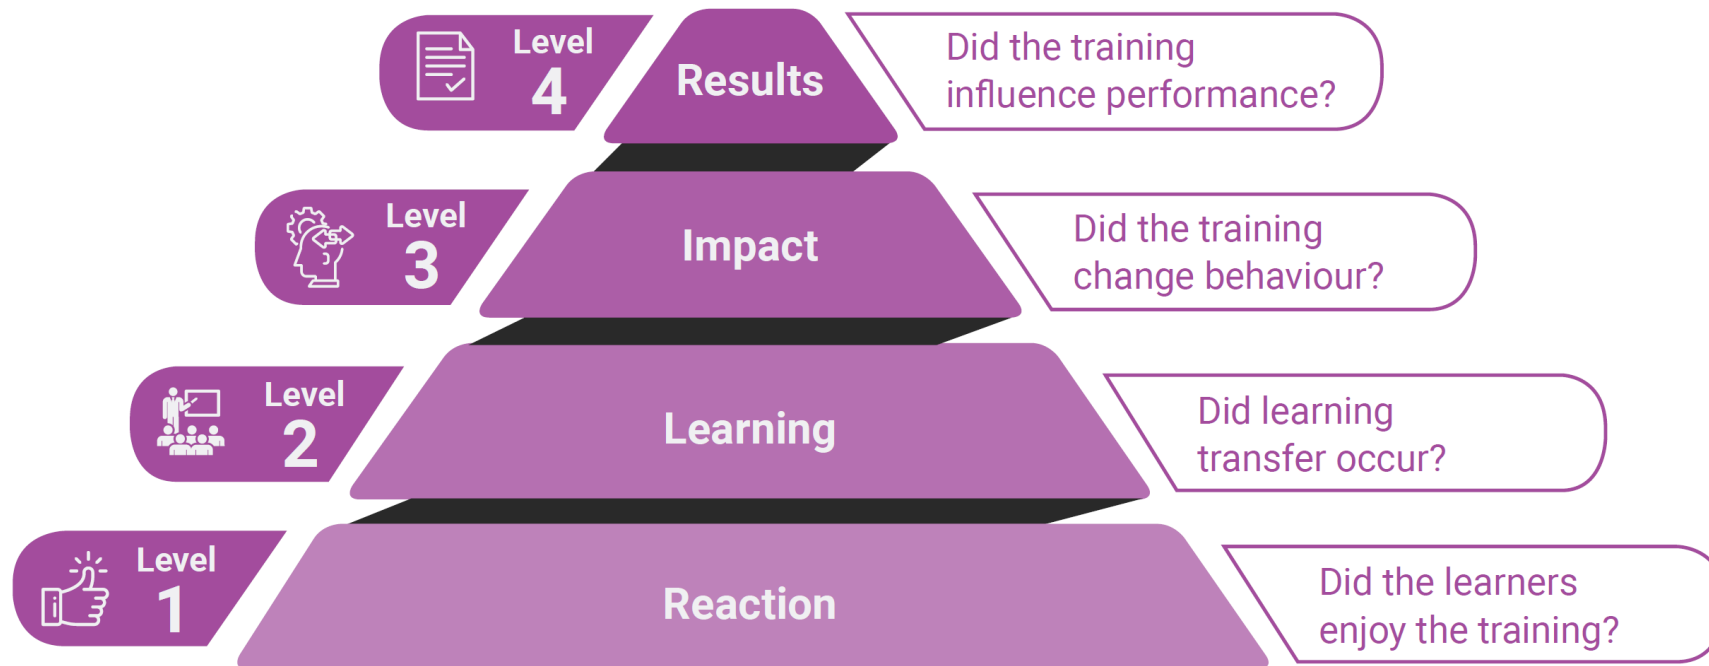 Level
4
Results
Did the training
influence performance?
Level
3
Impact
Did the training
change behaviour?
Level
2
Learning
Did learning
transfer occur?
Level
1
Reaction
Did the learners
enjoy the training?